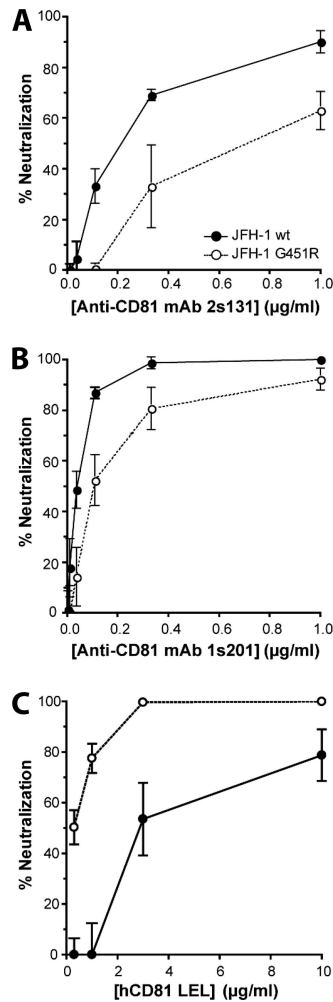 A
100
80
60
40
20
0
% Neutralization
JFH-1 wt
JFH-1 G451R
0.0 0.2 0.4 0.6 0.8 1.0
[Anti-CD81 mAb 2s131] (µg/ml)
B
100
80
60
40
20
0
% Neutralization
0.0 0.2 0.4 0.6 0.8 1.0
[Anti-CD81 mAb 1s201] (µg/ml)
C
100
80
60
40
20
0
% Neutralization
0 2 4 6 8 10
[hCD81 LEL] (µg/ml)